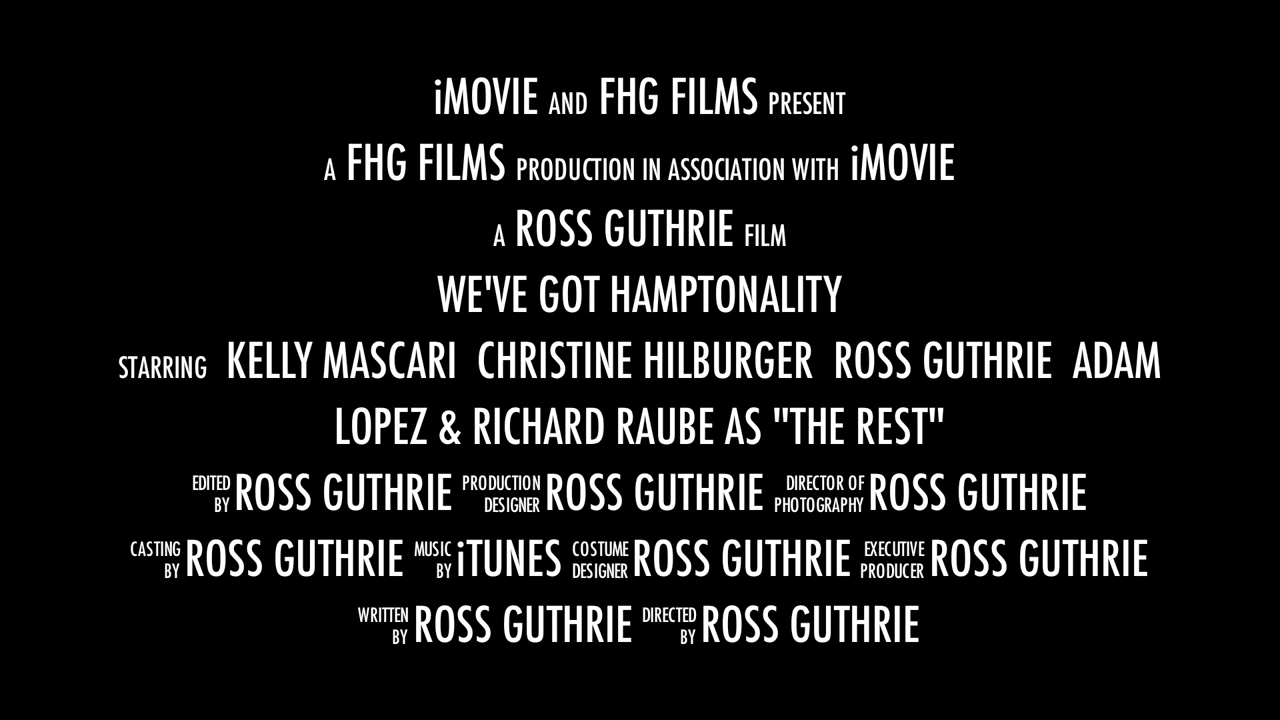 iMOVIE AND FHG FILMS PRESENT
A FHG FILMS PRODUCTION IN ASSOCIATION WITH iMOVIE
A ROSS GUTHRIE FILM
WE'VE GOT HAMPTONALITY
STARRING KELLY MASCARI CHRISTINE HILBURGER ROSS GUTHRIE ADAM
LOPEZ & RICHARD RAUBE AS "THE REST"
EDITED BY ROSS GUTHRIE PRODUCTION DESIGNER ROSS GUTHRIE DIRECTOR OF PHOTOGRAPHY ROSS GUTHRIE
CASTING BY ROSS GUTHRIE MUSIC BY iTUNES COSTUME DESIGNER ROSS GUTHRIE EXECUTIVE PRODUCER ROSS GUTHRIE
WRITTEN BY ROSS GUTHRIE DIRECTED BY ROSS GUTHRIE